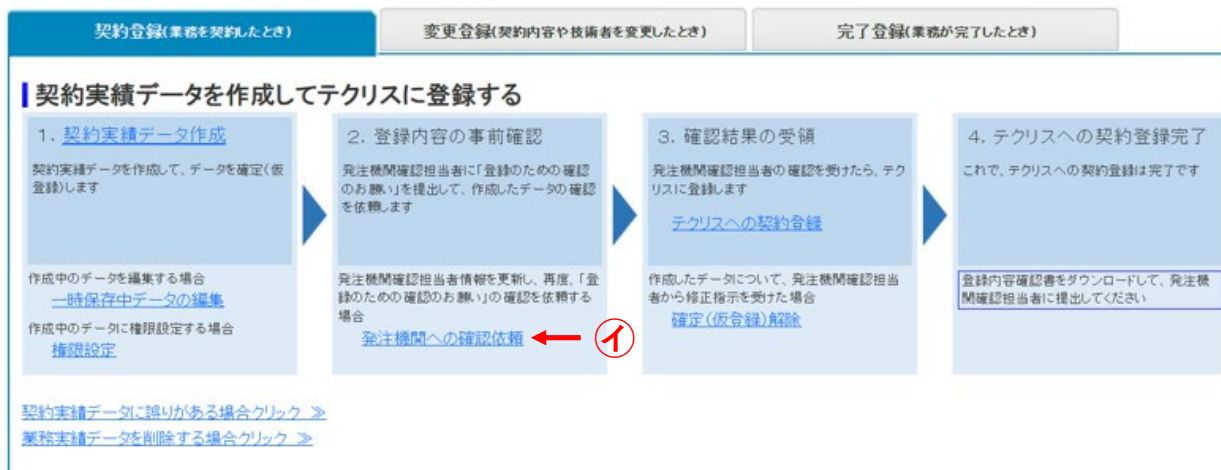 契約登録(業務を契約したとき)
変更登録(契約内容や技術者を変更したとき)
完了登録(業務が完了したとき)
契約実績データを作成してテクリスに登録する
1. 契約実績データ作成
契約実績データを作成して、データを確定(仮
登録)します
作成中のデータを編集する場合
一時保存中データの編集
作成中のデータに権限設定する場合
権限設定
2. 登録内容の事前確認
発注機関確認担当者に「登録のための確認
のお願い」を提出して、作成したデータの確認
を依頼します
発注機関確認担当者情報を更新し、再度、「登
録のための確認のお願い」の確認を依頼する
場合
発注機関への確認依頼
イ
3. 確認結果の受領
発注機関確認担当者の確認を受けたら、テク
リスに登録します
テクリスへの契約登録
作成したデータについて、発注機関確認担当
者から修正指示を受けた場合
確定(仮登録)解除
4. テクリスへの契約登録完了
これで、テクリスへの契約登録は完了です
登録内容確認書をダウンロードして、発注機
関確認担当者に提出してください
契約実績データに誤りがある場合クリック ≫
業務実績データを削除する場合クリック ≫